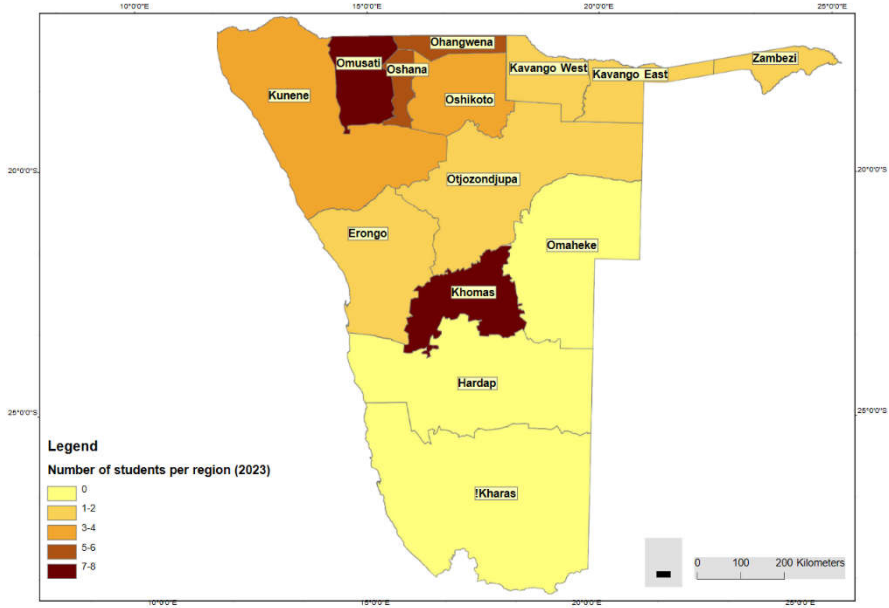 10°0'0"E 15°0'0"E 20°0'0"E 25°0'0"E
Ohangwena
Zambezi
Omusati
Oshana
Kavango West
Kavango East
Kunene
Oshikoto
20°0'0"S
20°0'0"S
Otjozondjupa
Erongo
Omaheke
Khomas
Hardap
25°0'0"S
25°0'0"S
Legend
Number of students per region (2023)
0
1-2
3-4
5-6
7-8
!Kharas
0 100 200 Kilometers
10°0'0"E 15°0'0"E 20°0'0"E 25°0'0"E